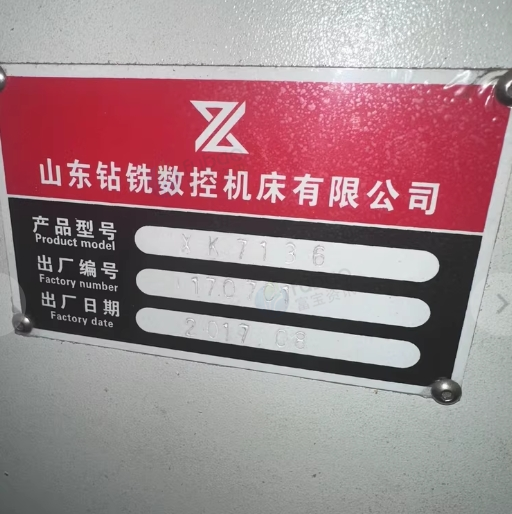 山东钻铣数控机床有限公司
产品型号 XK7136
Product model
出厂编号
Factory number
出厂日期 2017.08
Factory date